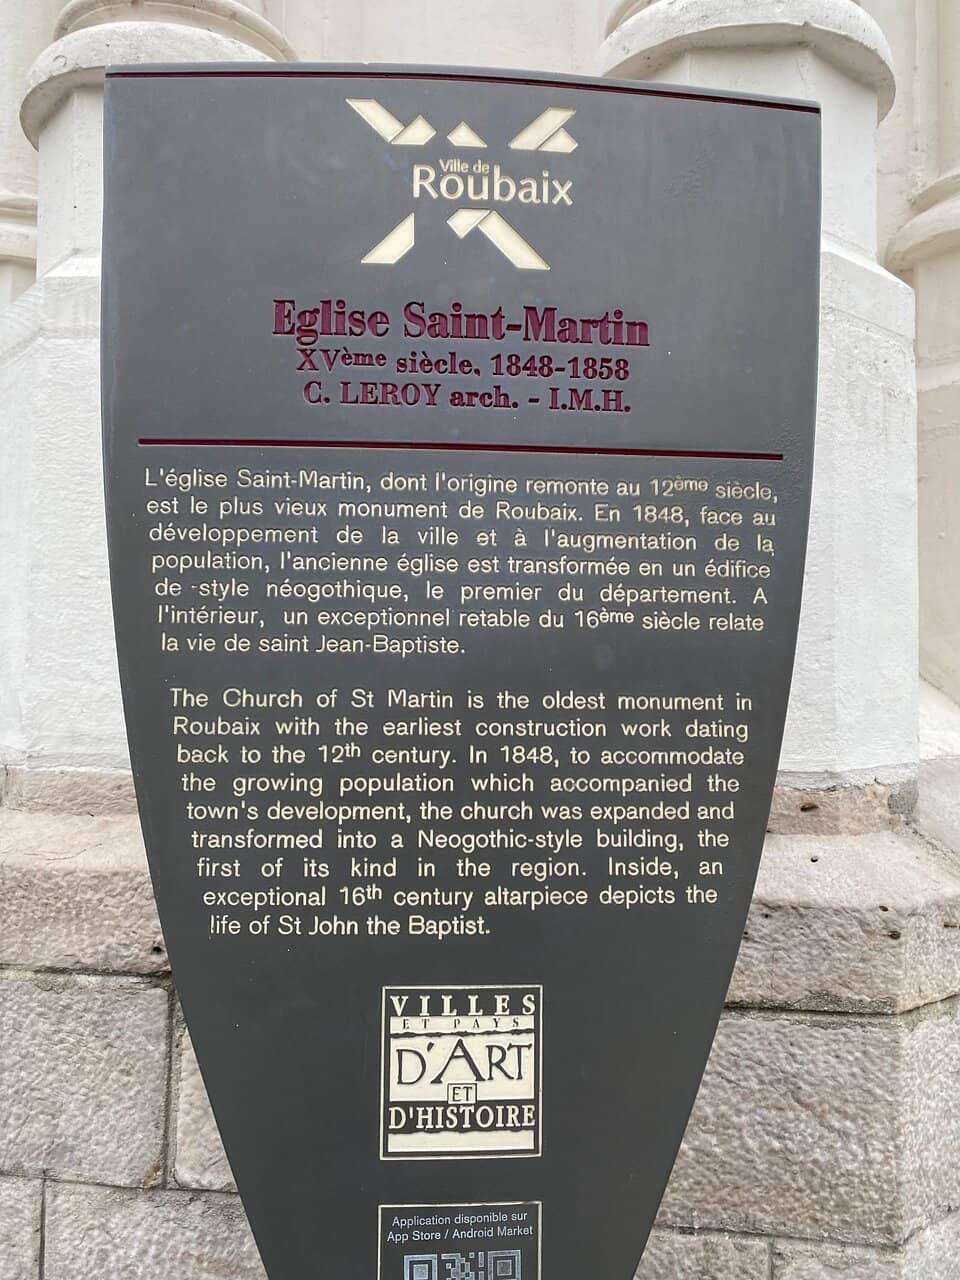 Ville de
Roubaix
Eglise Saint-Martin
XVème siècle, 1848-1858
C. LEROY arch. - I.M.H.
L'église Saint-Martin, dont l'origine remonte au 12ème siècle,
est le plus vieux monument de Roubaix. En 1848, face au
développement de la ville et à l'augmentation de la
population, l'ancienne église est transformée en un édifice
de -style néogothique, le premier du département. A
l'intérieur, un exceptionnel retable du 16ème siècle relate
la vie de saint Jean-Baptiste.
The Church of St Martin is the oldest monument in
Roubaix with the earliest construction work dating
back to the 12th century. In 1848, to accommodate
the growing population which accompanied the
town's development, the church was expanded and
transformed into a Neogothic-style building, the
first of its kind in the region. Inside, an
exceptional 16th century altarpiece depicts the
life of St John the Baptist.
VILLES
ET PAYS
D'ART
ET
D'HISTOIRE
Application disponible sur
App Store / Android Market